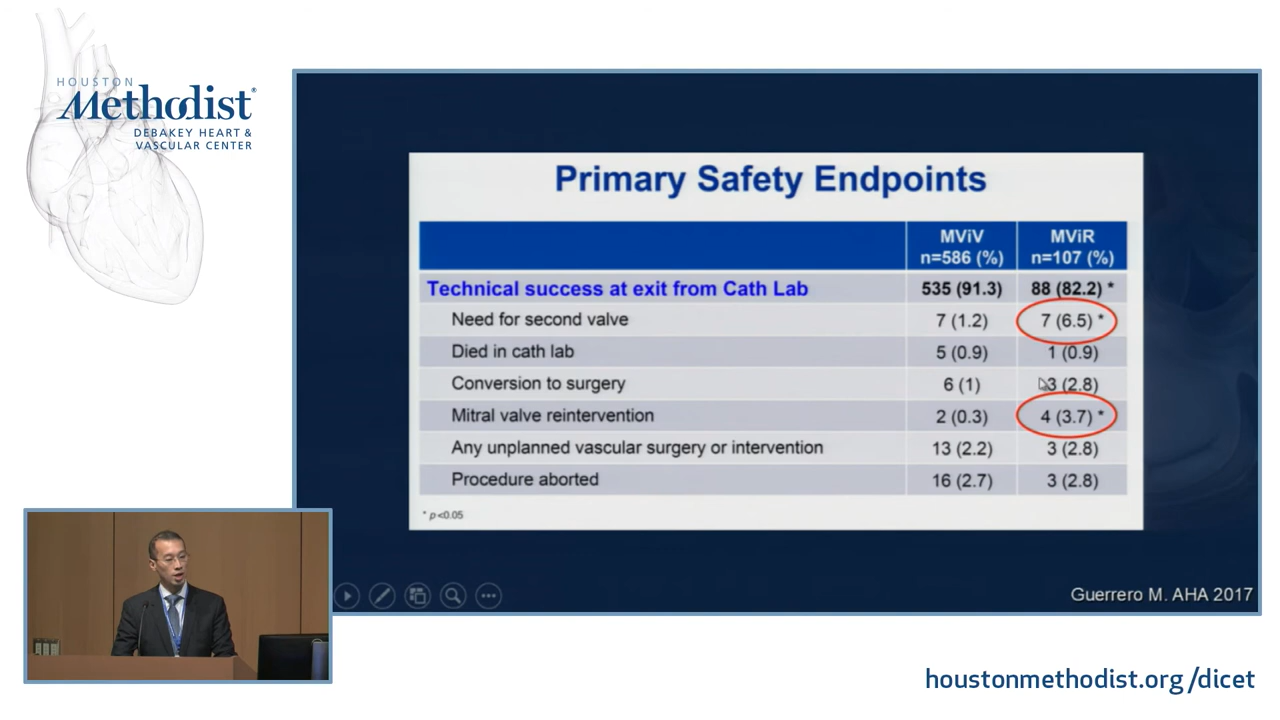 HOUSTON
Methodist®
DEBAKEY HEART &
VASCULAR CENTER
Primary Safety Endpoints
MViV
n=586 (%)
MViR
n=107 (%)
Technical success at exit from Cath Lab 535 (91.3) 88 (82.2) *
Need for second valve 7 (1.2) 7 (6.5) *
Died in cath lab 5 (0.9) 1 (0.9)
Conversion to surgery 6 (1) 3 (2.8)
Mitral valve reintervention 2 (0.3) 4 (3.7) *
Any unplanned vascular surgery or intervention 13 (2.2) 3 (2.8)
Procedure aborted 16 (2.7) 3 (2.8)
* p<0.05
Guerrero M. AHA 2017
houstonmethodist.org/dicet